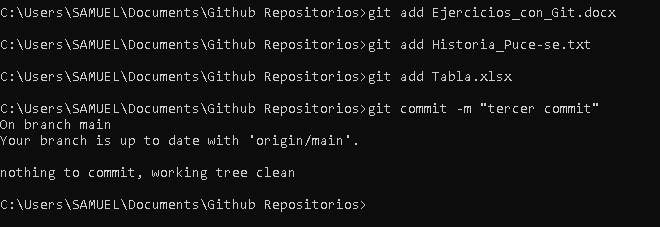 C:\Users\SAMUEL\Documents\Github Repositorios>git add Ejercicios_con_Git.docx
C:\Users\SAMUEL\Documents\Github Repositorios>git add Historia_Puce-se.txt
C:\Users\SAMUEL\Documents\Github Repositorios>git add Tabla.xlsx
C:\Users\SAMUEL\Documents\Github Repositorios>git commit -m "tercer commit"
On branch main
Your branch is up to date with 'origin/main'.
nothing to commit, working tree clean
C:\Users\SAMUEL\Documents\Github Repositorios>